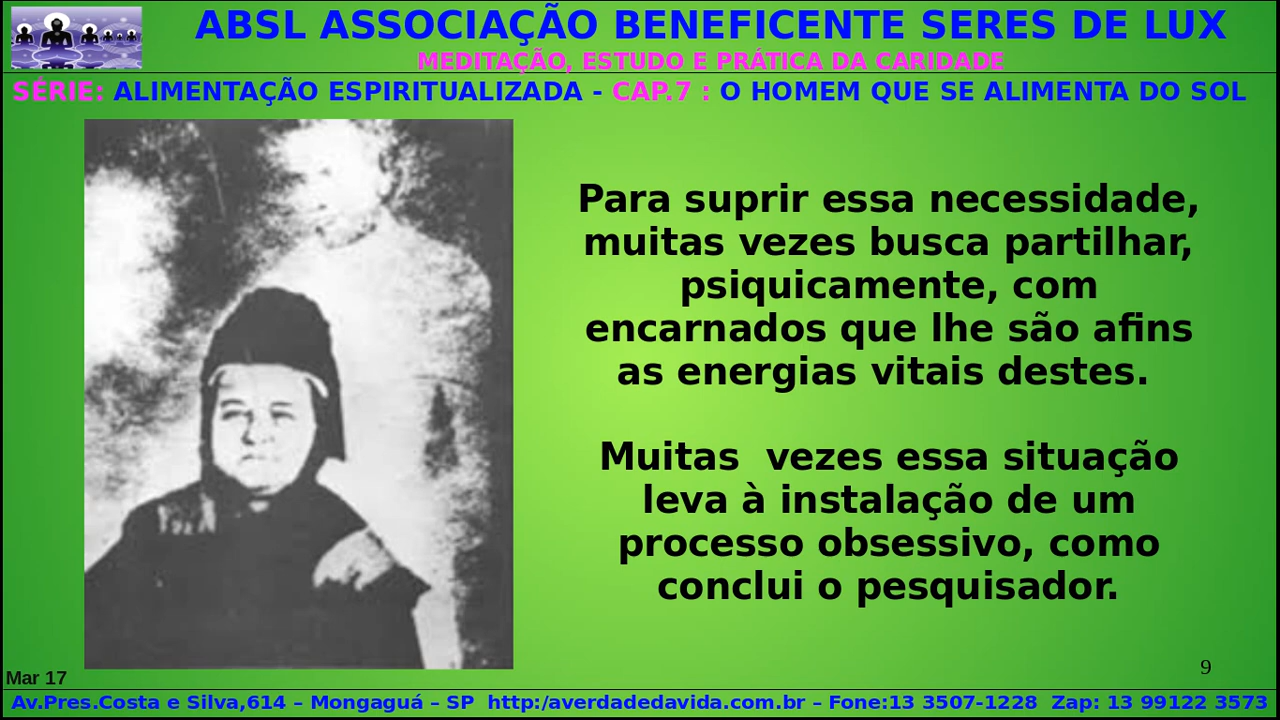 ABSL ASSOCIAÇÃO BENEFICENTE SERES DE LUX
MEDITAÇÃO, ESTUDO E PRÁTICA DA CARIDADE
SÉRIE: ALIMENTAÇÃO ESPIRITUALIZADA - CAP.7 : O HOMEM QUE SE ALIMENTA DO SOL
Para suprir essa necessidade,
muitas vezes busca partilhar,
psiquicamente, com
encarnados que lhe são afins
as energias vitais destes.
Muitas  vezes essa situação
leva à instalação de um
processo obsessivo, como
conclui o pesquisador.
Mar 17
9
Av.Pres.Costa e Silva,614 – Mongaguá – SP  http:/averdadedavida.com.br – Fone:13 3507-1228  Zap: 13 99122 3573